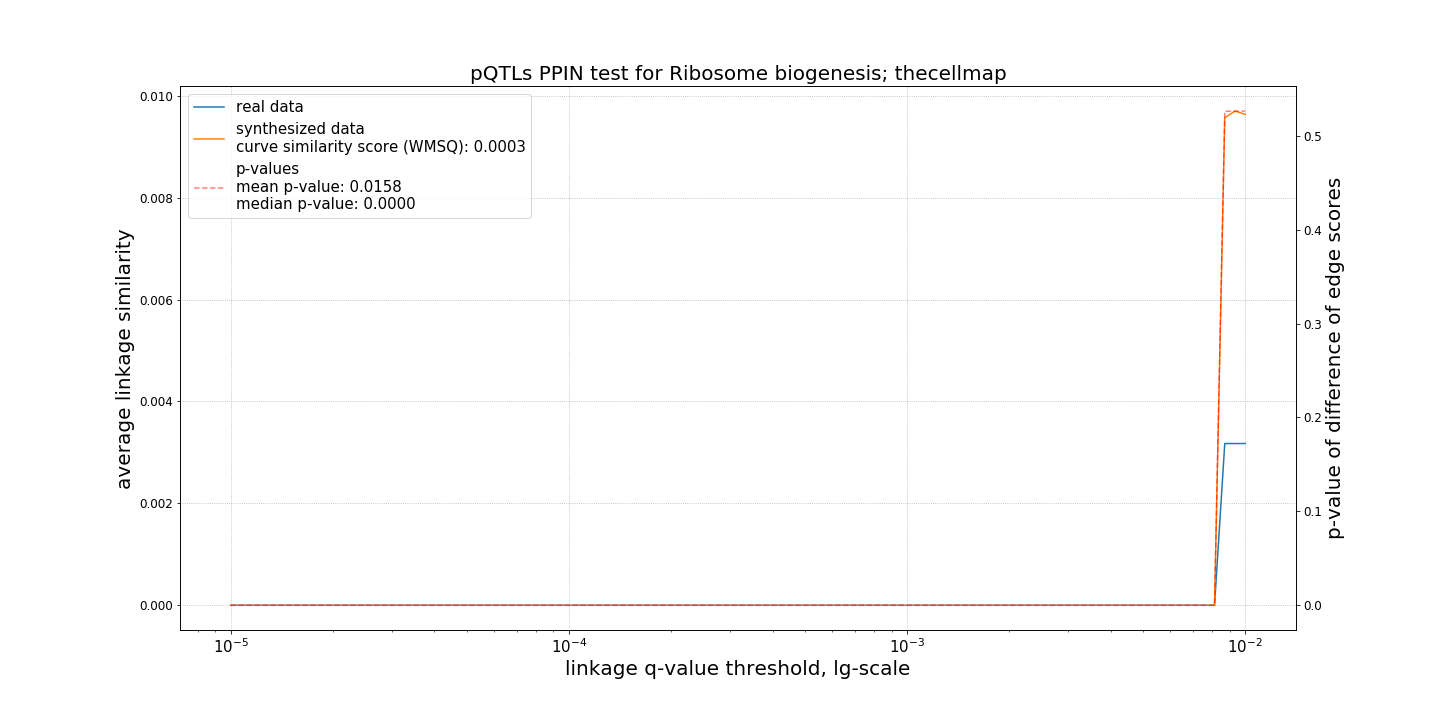 pQTLs PPIN test for Ribosome biogenesis; thecellmap
real data
synthesized data
curve similarity score (WMSQ): 0.0003
p-values
mean p-value: 0.0158
median p-value: 0.0000
average linkage similarity
0.010
0.008
0.006
0.004
0.002
0.000
p-value of difference of edge scores
0.5
0.4
0.3
0.2
0.1
0.0
10⁻⁵ 10⁻⁴ 10⁻³ 10⁻²
linkage q-value threshold, lg-scale